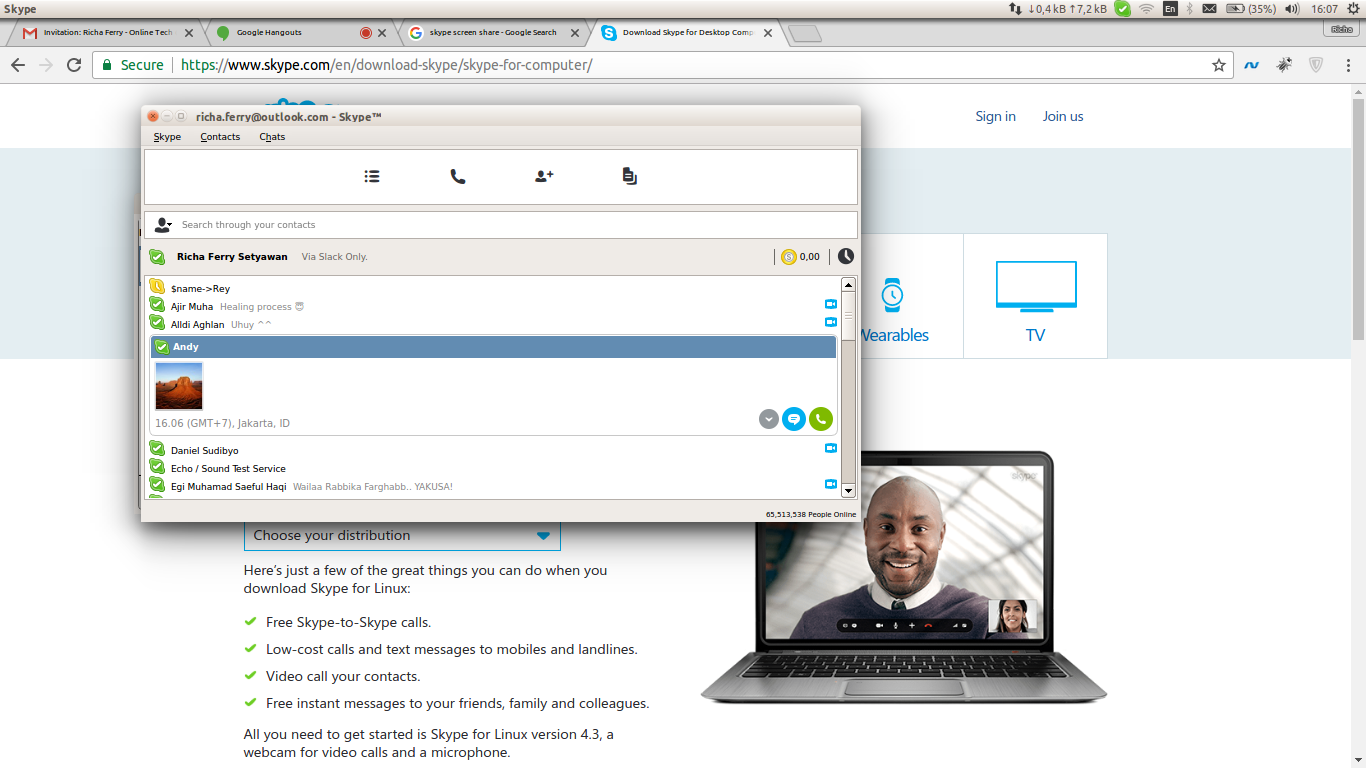 Skype
0,4 kB 7,2 kB En (35%) 16:07
Invitation: Richa Ferry - Online Tech
Google Hangouts
skype screen share - Google Search
Download Skype for Desktop Comp
Richa
Secure https://www.skype.com/en/download-skype/skype-for-computer/
Sign in Join us
richa.ferry@outlook.com - Skype™
Skype Contacts Chats
Search through your contacts
Richa Ferry Setyawan Via Slack Only. 0,00
$name->Rey
Ajir Muha Healing process
Alldi Aghlan Uhuy ^^
Andy
16.06 (GMT+7), Jakarta, ID
Daniel Sudibyo
Echo / Sound Test Service
Egi Muhamad Saeful Haqi Wailaa Rabbika Farghabb.. YAKUSA!
65,513,538 People Online
Wearables
TV
Choose your distribution
Here's just a few of the great things you can do when you
download Skype for Linux:
Free Skype-to-Skype calls.
Low-cost calls and text messages to mobiles and landlines.
Video call your contacts.
Free instant messages to your friends, family and colleagues.
All you need to get started is Skype for Linux version 4.3, a
webcam for video calls and a microphone.
skype